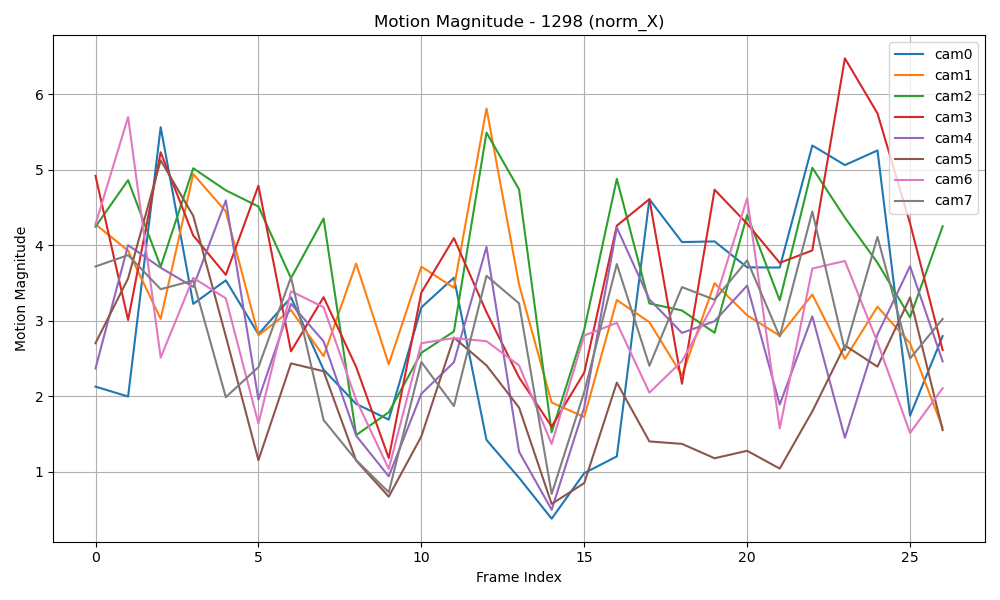 Motion Magnitude - 1298 (norm_X)
cam0
cam1
cam2
cam3
cam4
cam5
cam6
cam7
Motion Magnitude
6
5
4
3
2
1
0 5 10 15 20 25
Frame Index